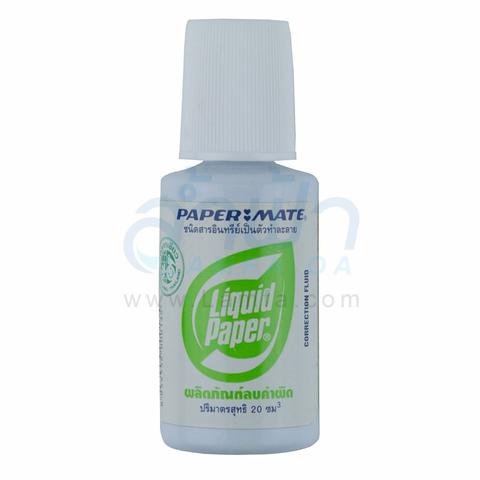 PAPER MATE®
ชนิดสารอินทรีย์เป็นตัวทำละลาย
Liquid
Paper®
CORRECTION FLUID
ผลิตภัณฑ์ลบคำผิด
ปริมาตรสุทธิ 20 ซม³